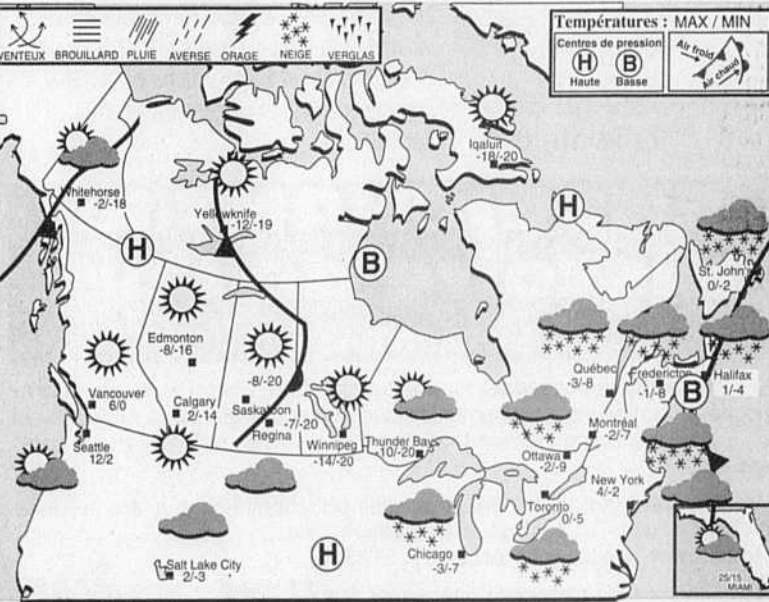 VENTEUX BROUILLARD PLUIE AVERSE ORAGE NEIGE VERGLAS
Températures : MAX / MIN
Centres de pression
H B
Haute Basse
Air froid
Air chaud
Iqaluit
-18/-20
Whitehorse
-2/-18
Yellowknife
-12/-19
H
H
B
St. John's
0/-2
Edmonton
-8/-16
Vancouver
6/0
Calgary
2/-14
-8/-20
Saskatoon
-7/-20
Regina
Winnipeg
-14/-20
Thunder Bay
-10/-20
Québec
-3/-8
Fredericton
-1/-8
Halifax
1/-4
B
Montréal
-2/-7
Ottawa
-2/-9
Seattle
12/2
New York
4/-2
Toronto
0/-5
Chicago
-3/-7
H
Salt Lake City
2/-3
25/15
MIAMI